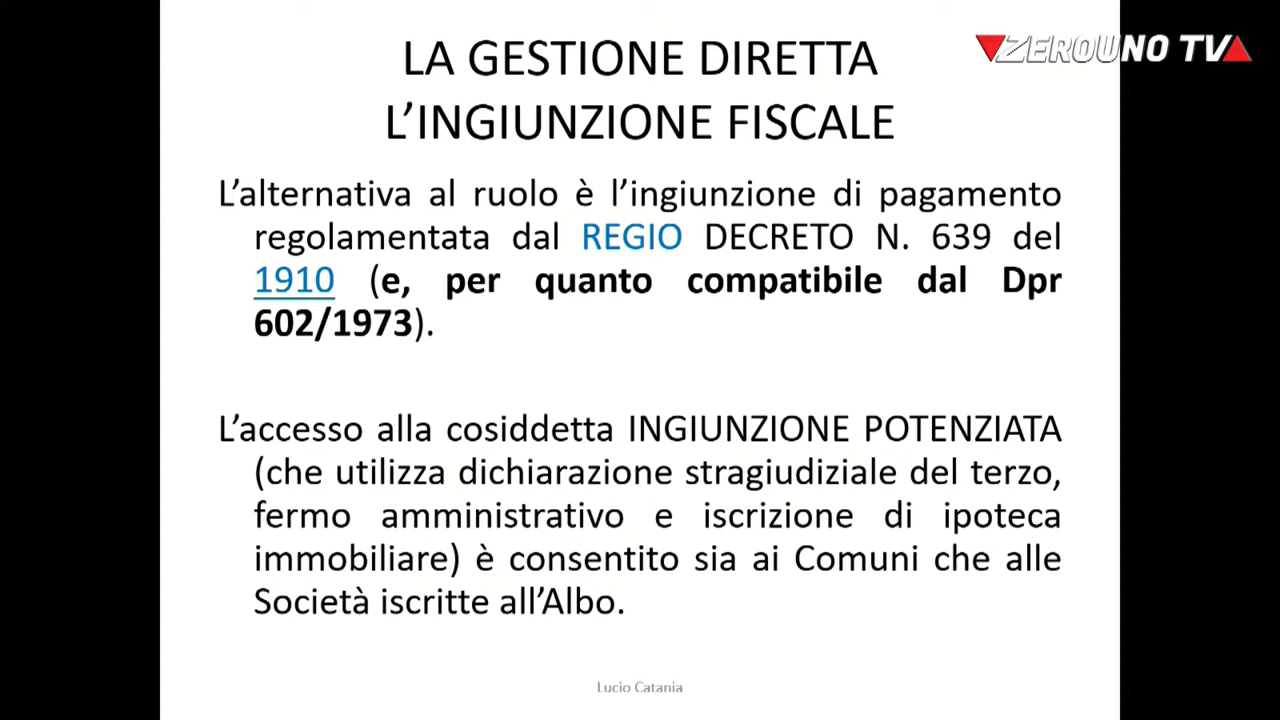 ZEROUNO TV
LA GESTIONE DIRETTA
L'INGIUNZIONE FISCALE
L'alternativa al ruolo è l'ingiunzione di pagamento
regolamentata dal REGIO DECRETO N. 639 del
1910 (e, per quanto compatibile dal Dpr
602/1973).
L'accesso alla cosiddetta INGIUNZIONE POTENZIATA
(che utilizza dichiarazione stragiudiziale del terzo,
fermo amministrativo e iscrizione di ipoteca
immobiliare) è consentito sia ai Comuni che alle
Società iscritte all'Albo.
Lucio Catania